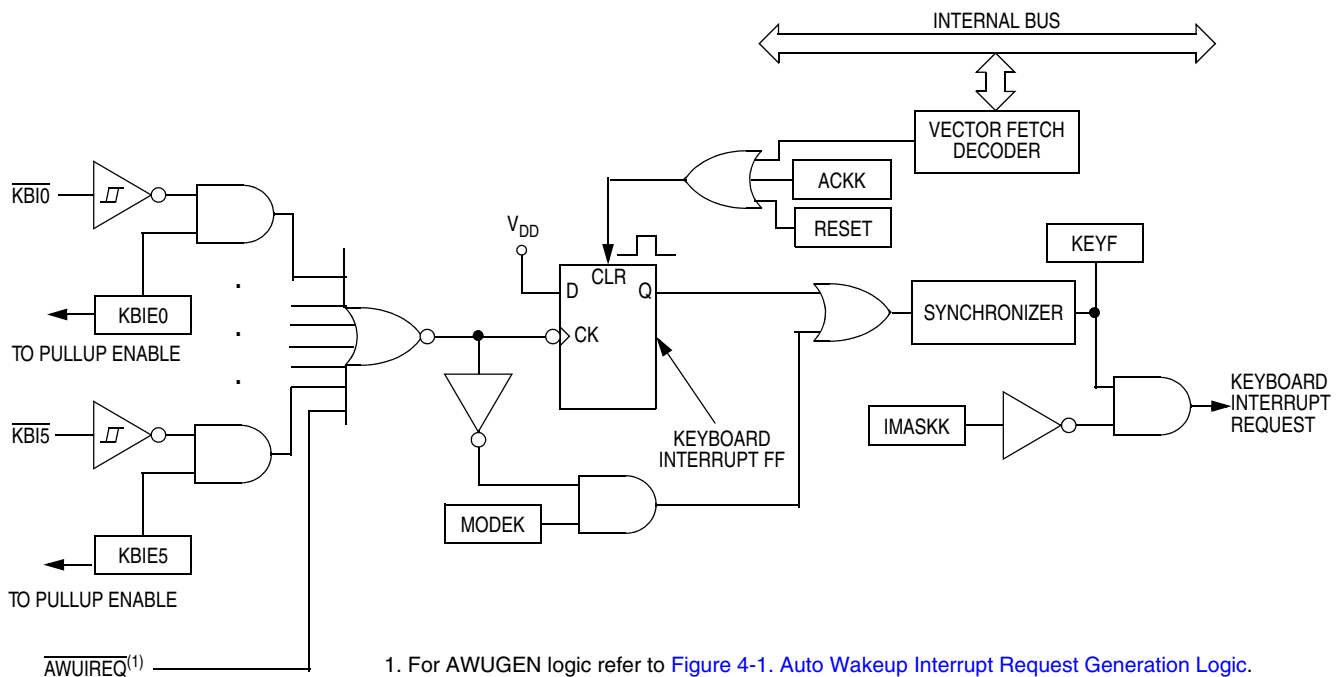 INTERNAL BUS
VECTOR FETCH
DECODER
ACKK
RESET
KBI0
KBIE0
TO PULLUP ENABLE
.
.
.
KBI5
KBIE5
TO PULLUP ENABLE
AWUIREQ(1)
VDD
CLR
D
Q
CK
KEYBOARD
INTERRUPT FF
MODEK
SYNCHRONIZER
KEYF
IMASKK
KEYBOARD
INTERRUPT
REQUEST
1. For AWUGEN logic refer to Figure 4-1. Auto Wakeup Interrupt Request Generation Logic.